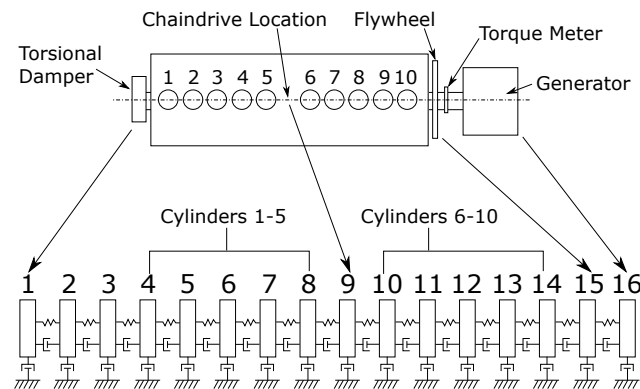 Chaindrive Location
Flywheel
Torque Meter
Torsional
Damper
Generator
1 2 3 4 5 6 7 8 9 10
Cylinders 1-5
Cylinders 6-10
1 2 3 4 5 6 7 8 9 10 11 12 13 14 15 16